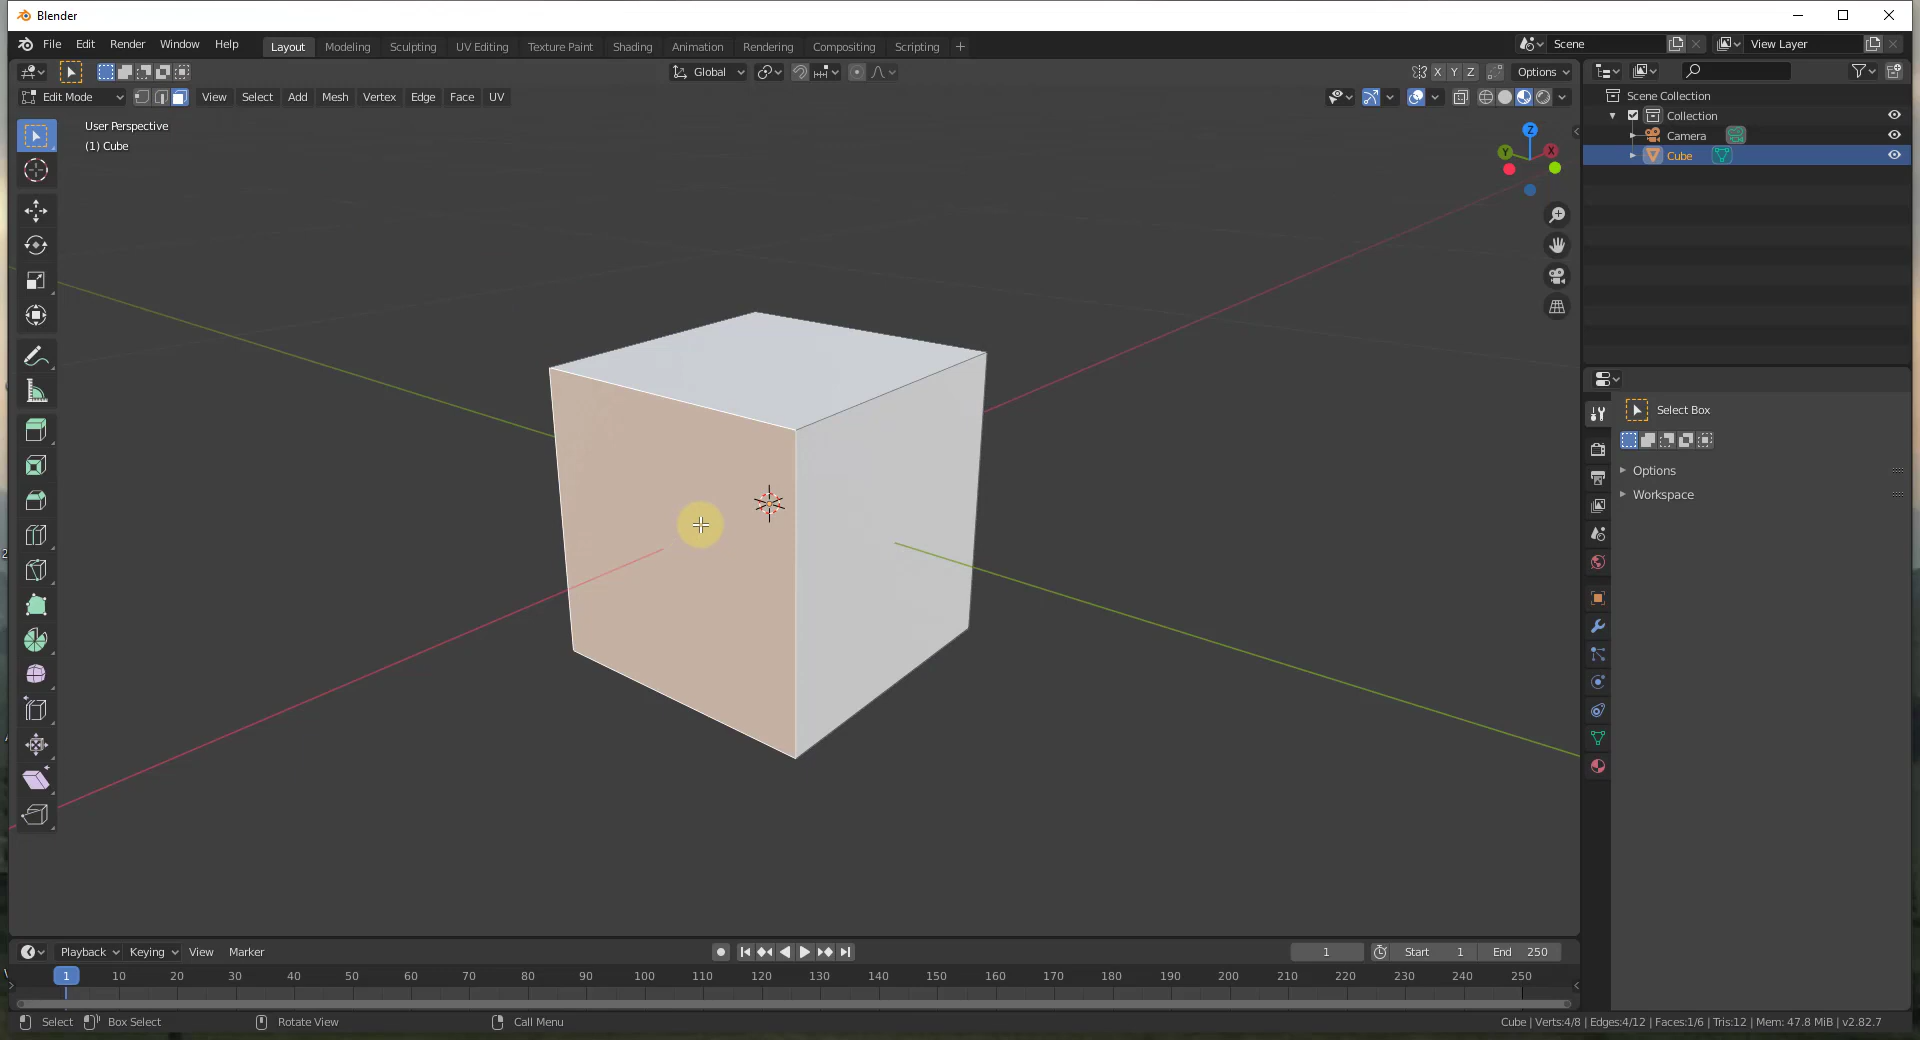 Blender
File Edit Render Window Help Layout Modeling Sculpting UV Editing Texture Paint Shading Animation Rendering Compositing Scripting + Scene View Layer
Global X Y Z Options
Edit Mode View Select Add Mesh Vertex Edge Face UV
User Perspective
(1) Cube
Z
Y
X
Scene Collection
Collection
Camera
Cube
Select Box
Options
Workspace
Playback Keying View Marker 1 Start 1 End 250
1 10 20 30 40 50 60 70 80 90 100 110 120 130 140 150 160 170 180 190 200 210 220 230 240 250
Select Box Select Rotate View Call Menu Cube | Verts:4/8 | Edges:4/12 | Faces:1/6 | Tris:12 | Mem: 47.8 MiB | v2.82.7